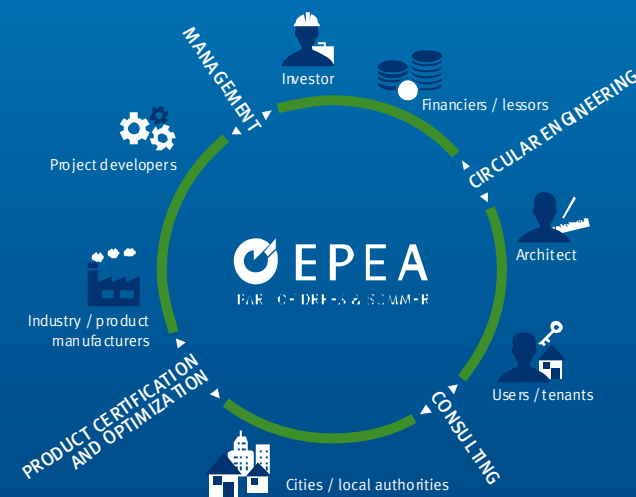 MANAGEMENT
Investor
Financiers / lessors
CIRCULAR ENGINEERING
Project developers
Architect
EPEA
Industry / product
manufacturers
Users / tenants
PRODUCT CERTIFICATION
AND OPTIMIZATION
CONSULTING
Cities / local authorities